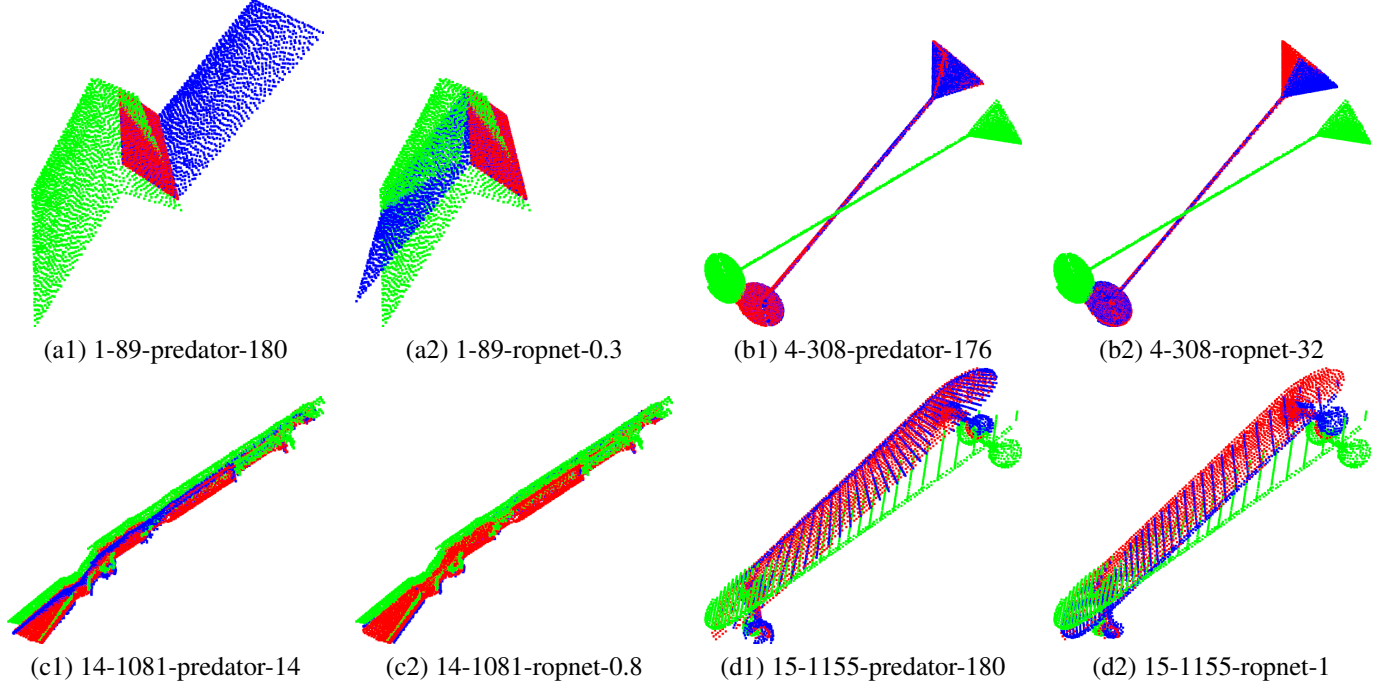 (a1) 1-89-predator-180
(a2) 1-89-ropnet-0.3
(b1) 4-308-predator-176
(b2) 4-308-ropnet-32
(c1) 14-1081-predator-14
(c2) 14-1081-ropnet-0.8
(d1) 15-1155-predator-180
(d2) 15-1155-ropnet-1